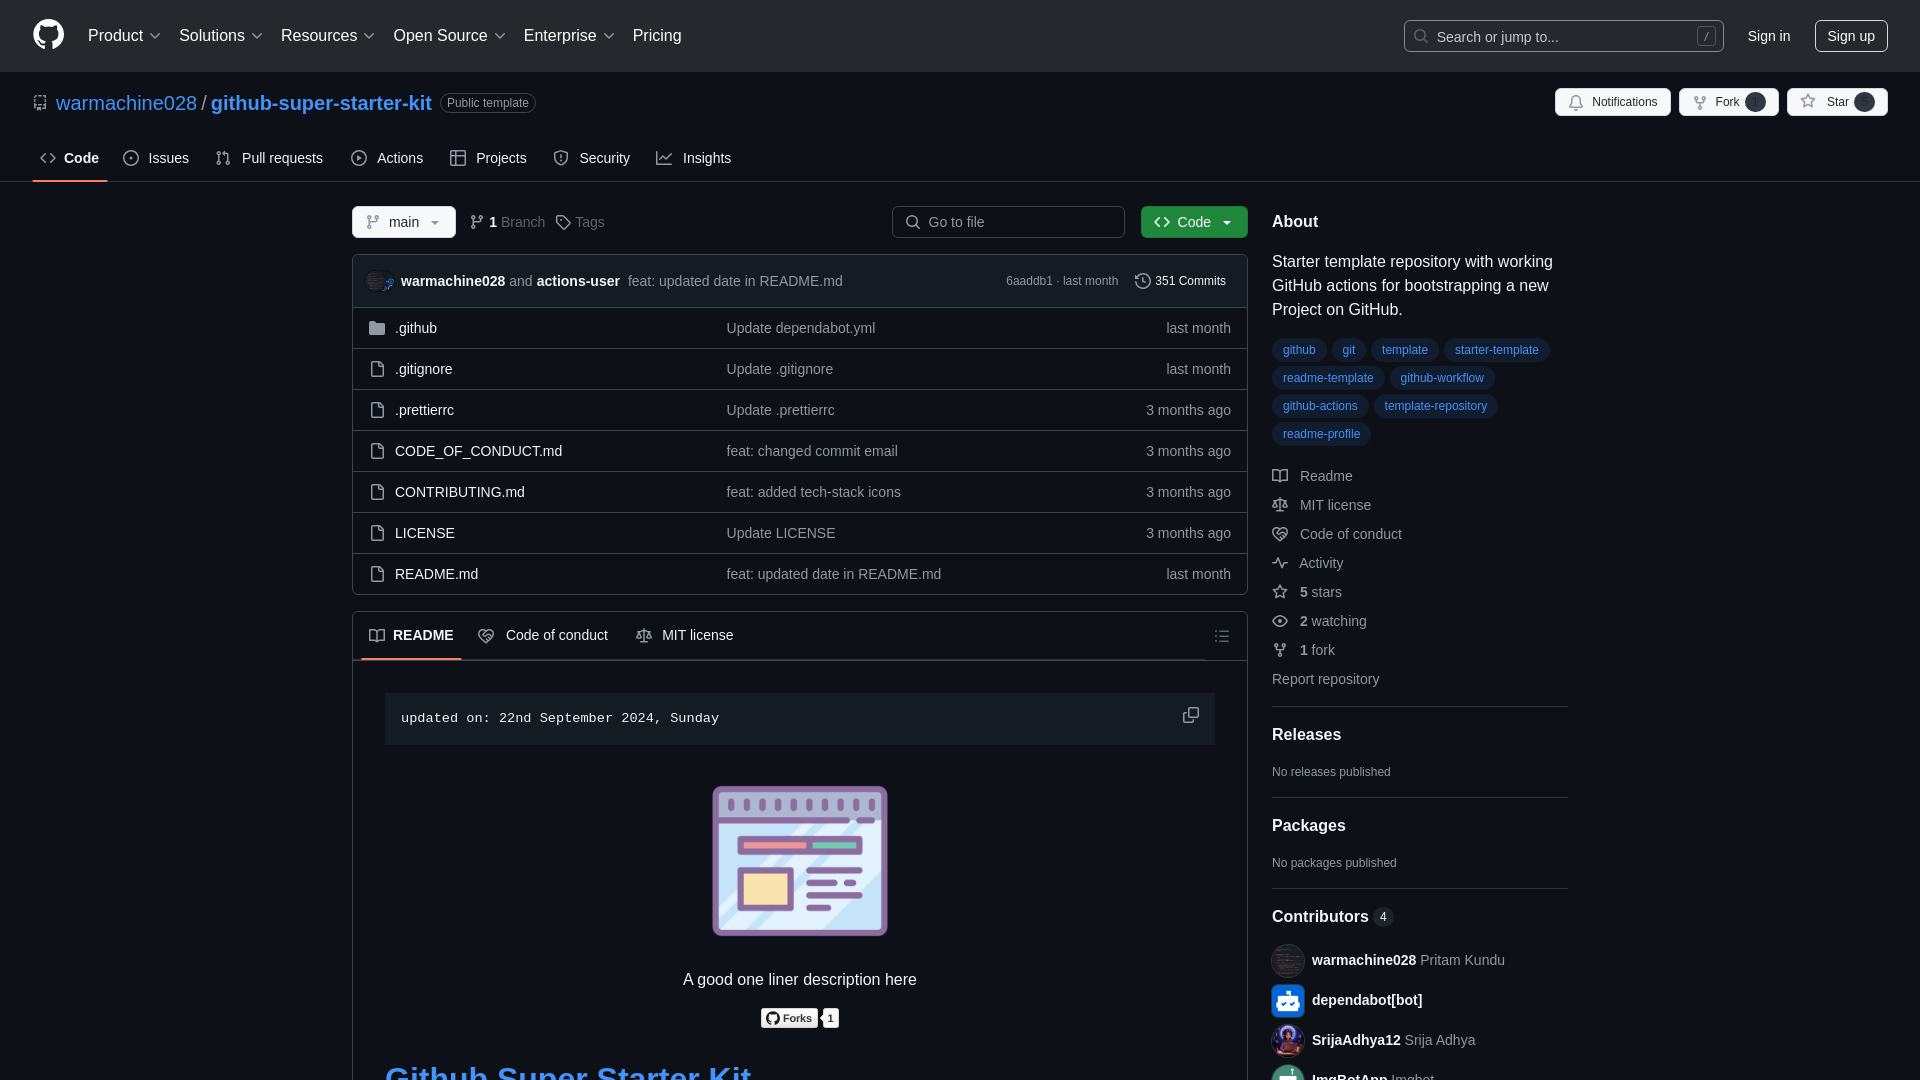 Product Solutions Resources Open Source Enterprise Pricing Search or jump to... / Sign in Sign up
warmachine028 / github-super-starter-kit Public template Notifications Fork 1 Star
Code Issues Pull requests Actions Projects Security Insights
main 1 Branch Tags Go to file Code
warmachine028 and actions-user feat: updated date in README.md 6aaddb1 · last month 351 Commits
.github Update dependabot.yml last month
.gitignore Update .gitignore last month
.prettierrc Update .prettierrc 3 months ago
CODE_OF_CONDUCT.md feat: changed commit email 3 months ago
CONTRIBUTING.md feat: added tech-stack icons 3 months ago
LICENSE Update LICENSE 3 months ago
README.md feat: updated date in README.md last month
README Code of conduct MIT license
updated on: 22nd September 2024, Sunday
A good one liner description here
Forks 1
Github Super Starter Kit
About
Starter template repository with working
GitHub actions for bootstrapping a new
Project on GitHub.
github git template starter-template
readme-template github-workflow
github-actions template-repository
readme-profile
Readme
MIT license
Code of conduct
Activity
5 stars
2 watching
1 fork
Report repository
Releases
No releases published
Packages
No packages published
Contributors 4
warmachine028 Pritam Kundu
dependabot[bot]
SrijaAdhya12 Srija Adhya
ImgBotApp Imgbot